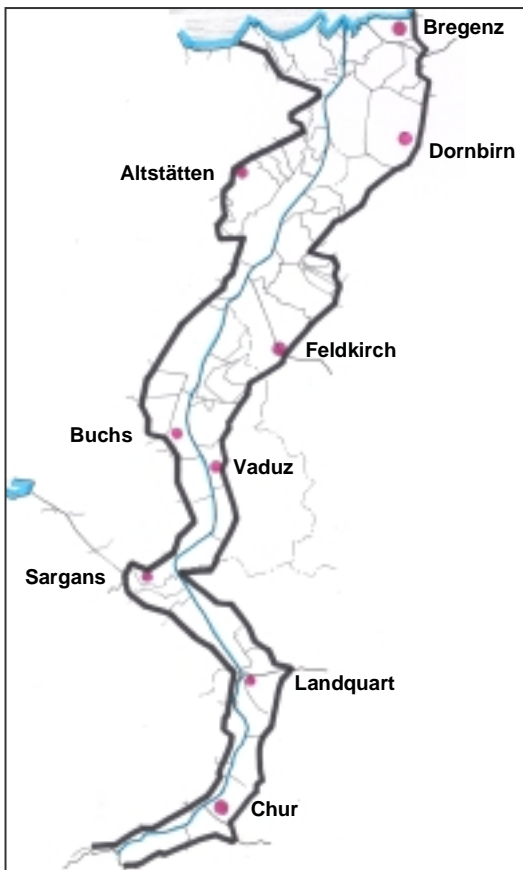 Bregenz
Dornbirn
Altstätten
Feldkirch
Buchs
Vaduz
Sargans
Landquart
Chur